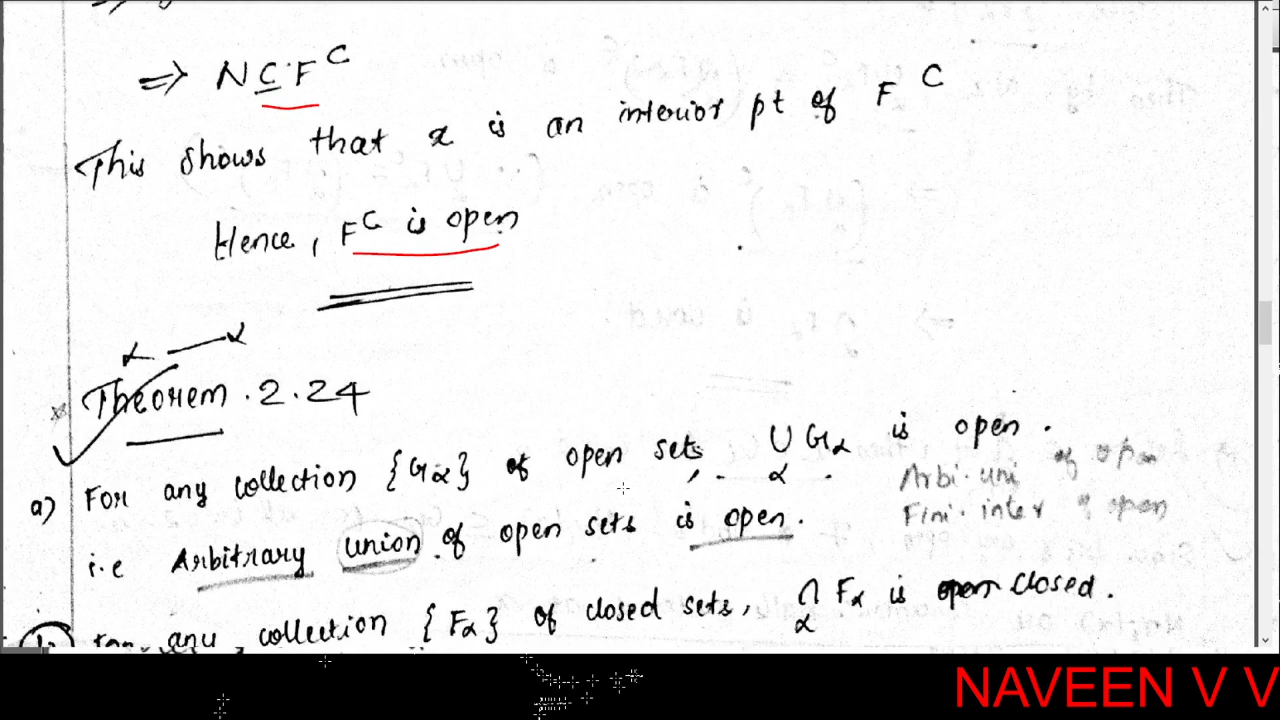 ⇒ N ⊆ F^C
This shows that x is an interior pt of F^C
Hence, F^C is open
Theorem. 2.24
a) For any collection {Gα} of open sets, ∪α Gα is open.
Arbi. uni of open
Fini. inter of open
i.e Arbitrary union of open sets is open.
any collection {Fα} of closed sets, ∩α Fα is closed.
NAVEEN V V